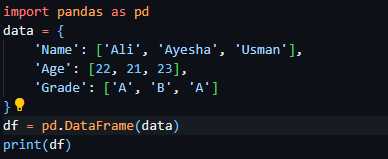 import pandas as pd
data = {
    'Name': ['Ali', 'Ayesha', 'Usman'],
    'Age': [22, 21, 23],
    'Grade': ['A', 'B', 'A']
}
df = pd.DataFrame(data)
print(df)